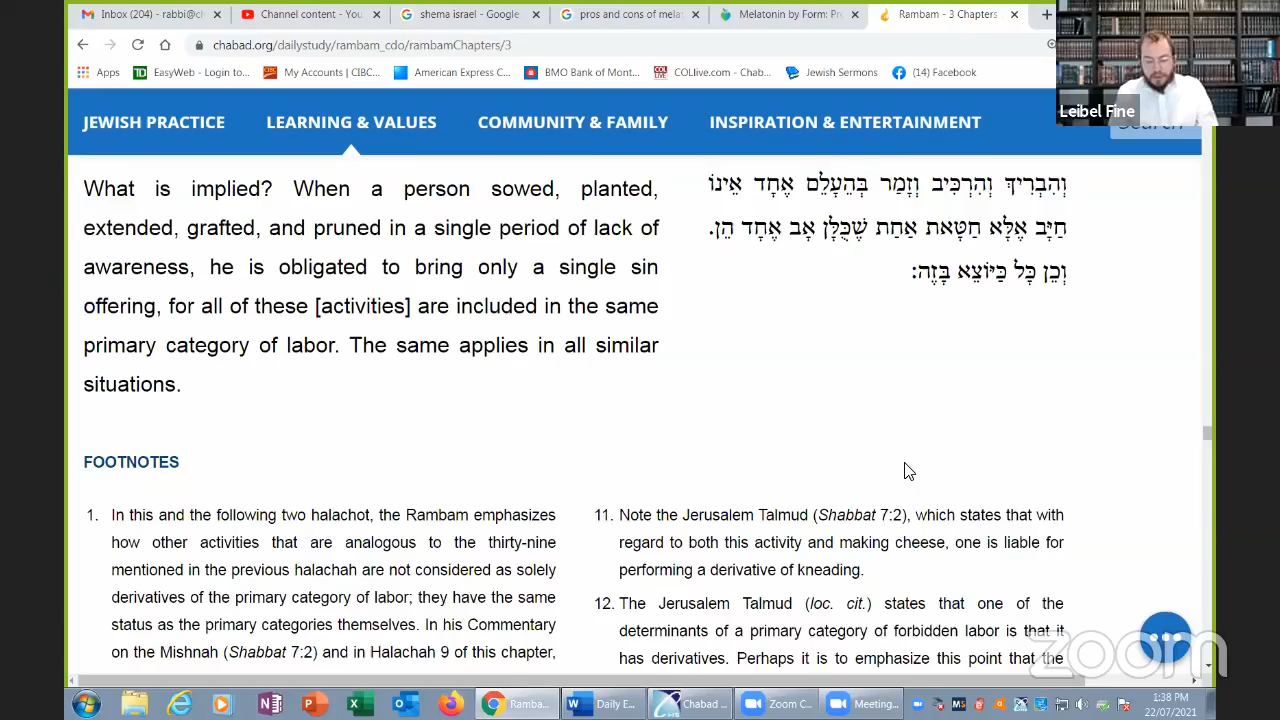 Inbox (204) - rabbi@c
Channel content - You
shema israel - Google
pros and cons of mela
Melatonin by Form: Pr
Rambam - 3 Chapters
chabad.org/dailystudy/rambam_cdo/rambamChapters/3
Apps
EasyWeb - Login to...
My Accounts | CIBC...
American Express C...
BMO Bank of Mont...
COLlive.com - Chab...
Jewish Sermons
(14) Facebook
Leibel Fine
JEWISH PRACTICE
LEARNING & VALUES
COMMUNITY & FAMILY
INSPIRATION & ENTERTAINMENT
Search
What is implied? When a person sowed, planted,
extended, grafted, and pruned in a single period of lack of
awareness, he is obligated to bring only a single sin
offering, for all of these [activities] are included in the same
primary category of labor. The same applies in all similar
situations.
וְהִבְרִיךְ וְהִרְכִּיב וְזָמַר בְּהֶעְלֵם אֶחָד אֵינוֹ
חַיָּב אֶלָּא חַטָּאת אַחַת שֶׁכֻּלָּן אָב אֶחָד הֵן.
וְכֵן כָּל כַּיּוֹצֵא בָּזֶה:
FOOTNOTES
1. In this and the following two halachot, the Rambam emphasizes
how other activities that are analogous to the thirty-nine
mentioned in the previous halachah are not considered as solely
derivatives of the primary category of labor; they have the same
status as the primary categories themselves. In his Commentary
on the Mishnah (Shabbat 7:2) and in Halachah 9 of this chapter,
11. Note the Jerusalem Talmud (Shabbat 7:2), which states that with
regard to both this activity and making cheese, one is liable for
performing a derivative of kneading.
12. The Jerusalem Talmud (loc. cit.) states that one of the
determinants of a primary category of forbidden labor is that it
has derivatives. Perhaps it is to emphasize this point that the
zoom
Ramba...
Daily E...
Chabad ...
Zoom C...
Meeting...
1:38 PM
22/07/2021